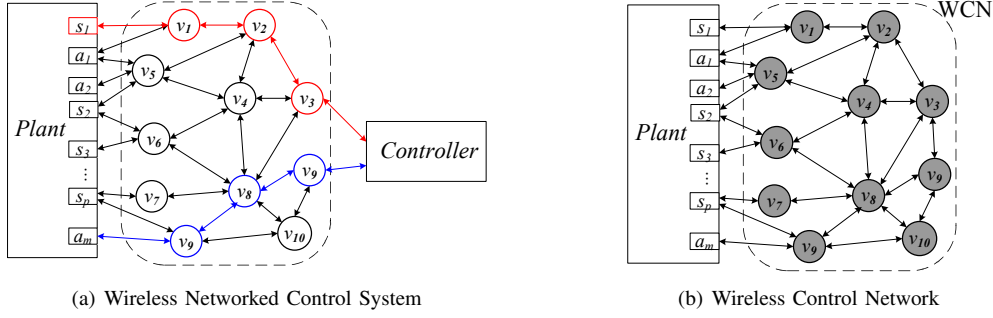 s1
a1
a2
s2
Plant
s3
⋮
sp
am
v1
v2
v5
v4
v3
v6
v9
v8
v7
v9
v10
Controller
(a) Wireless Networked Control System
WCN
s1
a1
a2
s2
Plant
s3
⋮
sp
am
v1
v2
v5
v4
v3
v6
v9
v8
v7
v9
v10
(b) Wireless Control Network